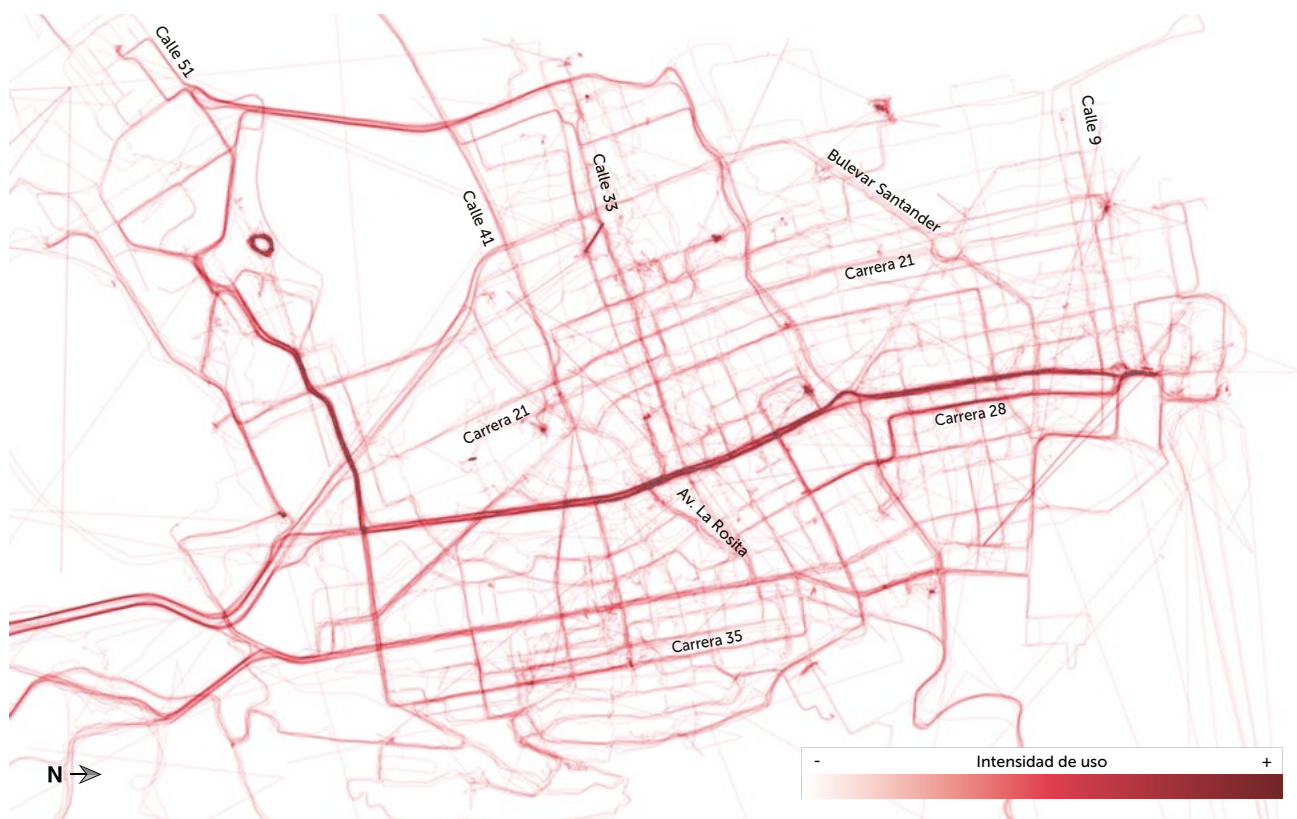 Calle 51
Calle 9
Calle 33
Bulevar Santander
Calle 41
Carrera 21
Carrera 21
Carrera 28
Av. La Rosita
Carrera 35
N
- Intensidad de uso +